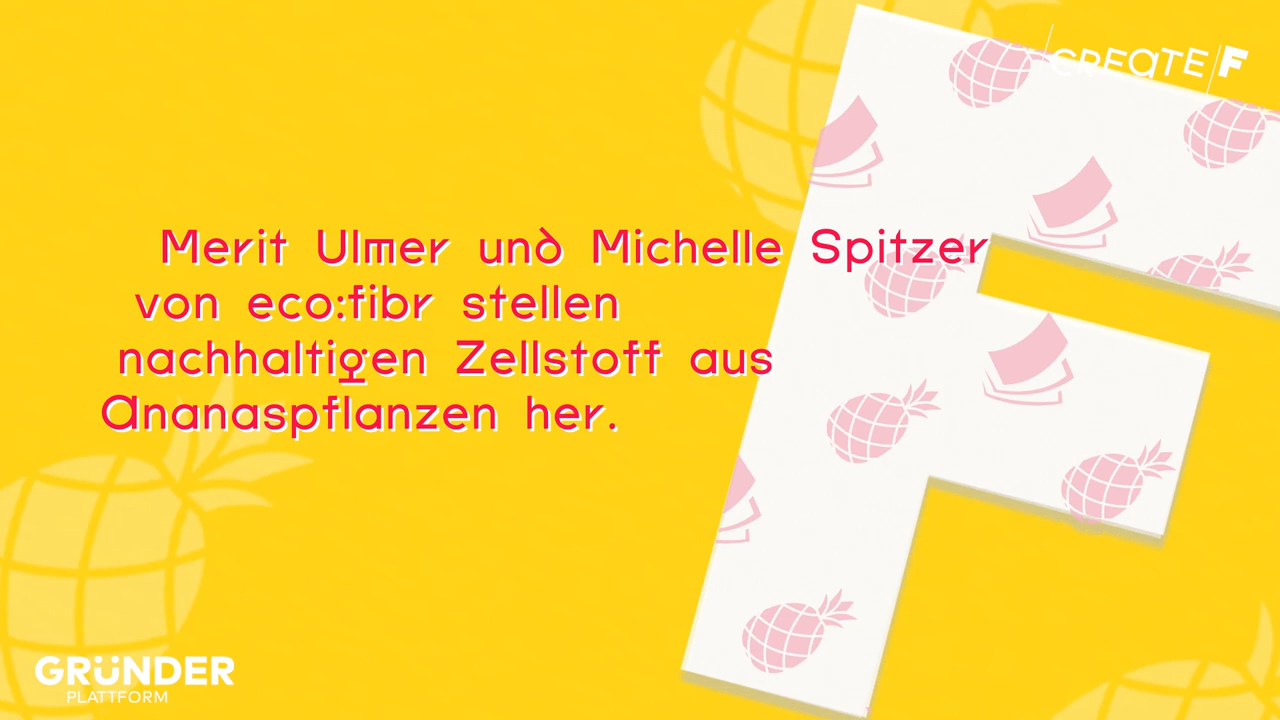 CREATE F
Merit Ulmer und Michelle Spitzer
von eco:fibr stellen
nachhaltigen Zellstoff aus
Ananaspflanzen her.
GRÜNDER
PLATTFORM